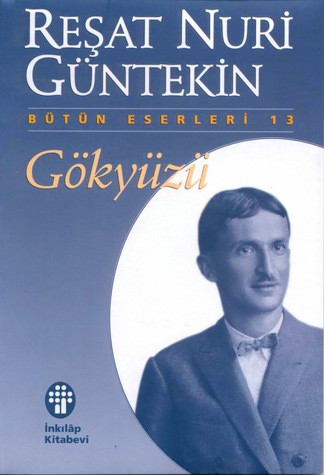 REŞAT NURİ
GÜNTEKİN
BÜTÜN ESERLERİ 13
Gökyüzü
İnkılâp
Kitabevi